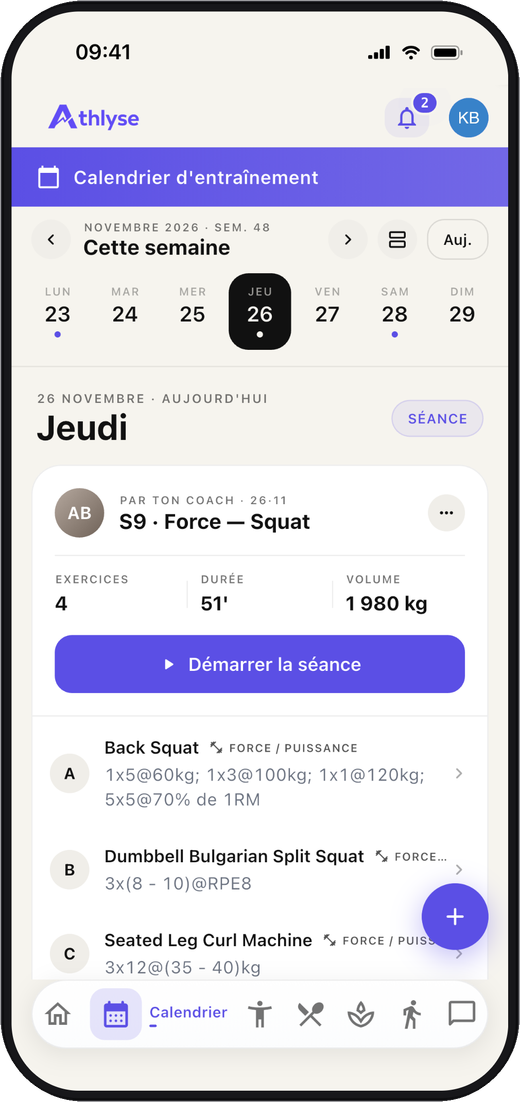 09:41
Athlyse
2
KB
Calendrier d'entraînement
NOVEMBRE 2026 · SEM. 48
Cette semaine
Auj.
LUN MAR MER JEU VEN SAM DIM
23 24 25 26 27 28 29
26 NOVEMBRE · AUJOURD'HUI
Jeudi
SÉANCE
AB
PAR TON COACH · 26·11
S9 · Force — Squat
EXERCICES DURÉE VOLUME
4 51' 1 980 kg
Démarrer la séance
A
Back Squat FORCE / PUISSANCE
1x5@60kg; 1x3@100kg; 1x1@120kg;
5x5@70% de 1RM
B
Dumbbell Bulgarian Split Squat FORCE...
3x(8 - 10)@RPE8
C
Seated Leg Curl Machine FORCE / PUISS
3x12@(35 - 40)kg
Calendrier